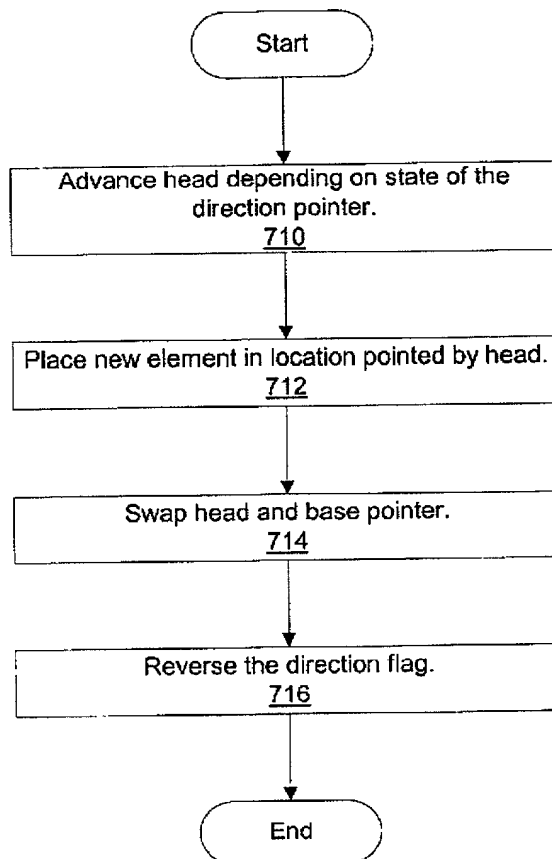 Start
Advance head depending on state of the
direction pointer.
710
Place new element in location pointed by head.
712
Swap head and base pointer.
714
Reverse the direction flag.
716
End